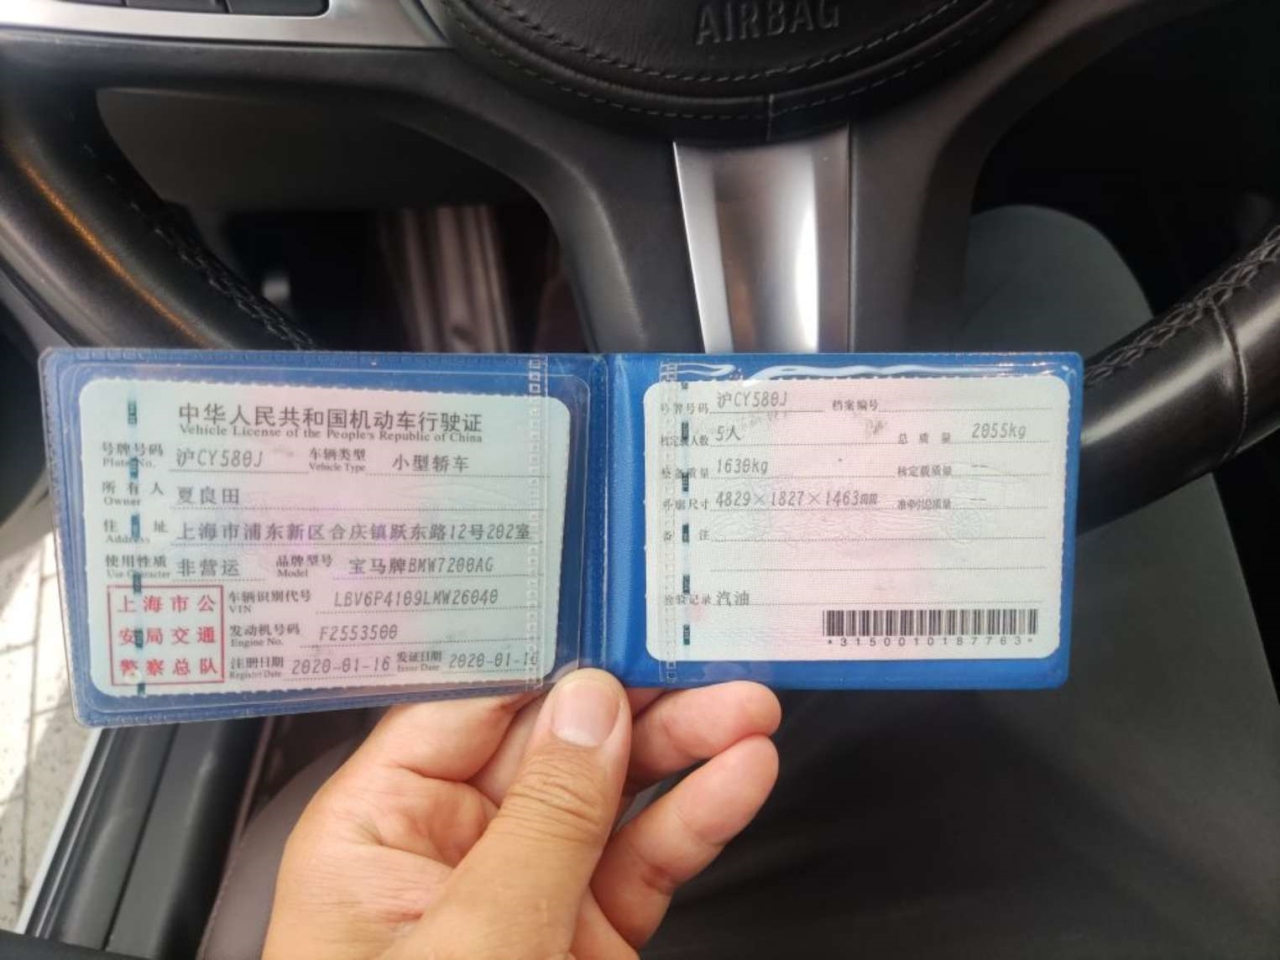 AIRBAG
中华人民共和国机动车行驶证
Vehicle License of the People's Republic of China
号牌号码 沪CY580J 车辆类型 小型轿车
Plate No. Vehicle Type
所有人 夏良田
Owner
住址 上海市浦东新区合庆镇跃东路12号202室
Address
使用性质 非营运 品牌型号 宝马牌BMW7200AG
Use Character Model
上海市公安局交通警察总队
车辆识别代号 LBV6P4109LMW26040
VIN
发动机号码 F2553500
Engine No.
注册日期 2020-01-16 发证日期 2020-01-16
Register Date Issue Date
号牌号码 沪CY580J 档案编号
核定载人数 5人 总质量 2055kg
整备质量 1630kg 核定载质量 --
外廓尺寸 4829×1827×1463mm 准牵引总质量 --
备注
检验记录 汽油
*3150010187763*